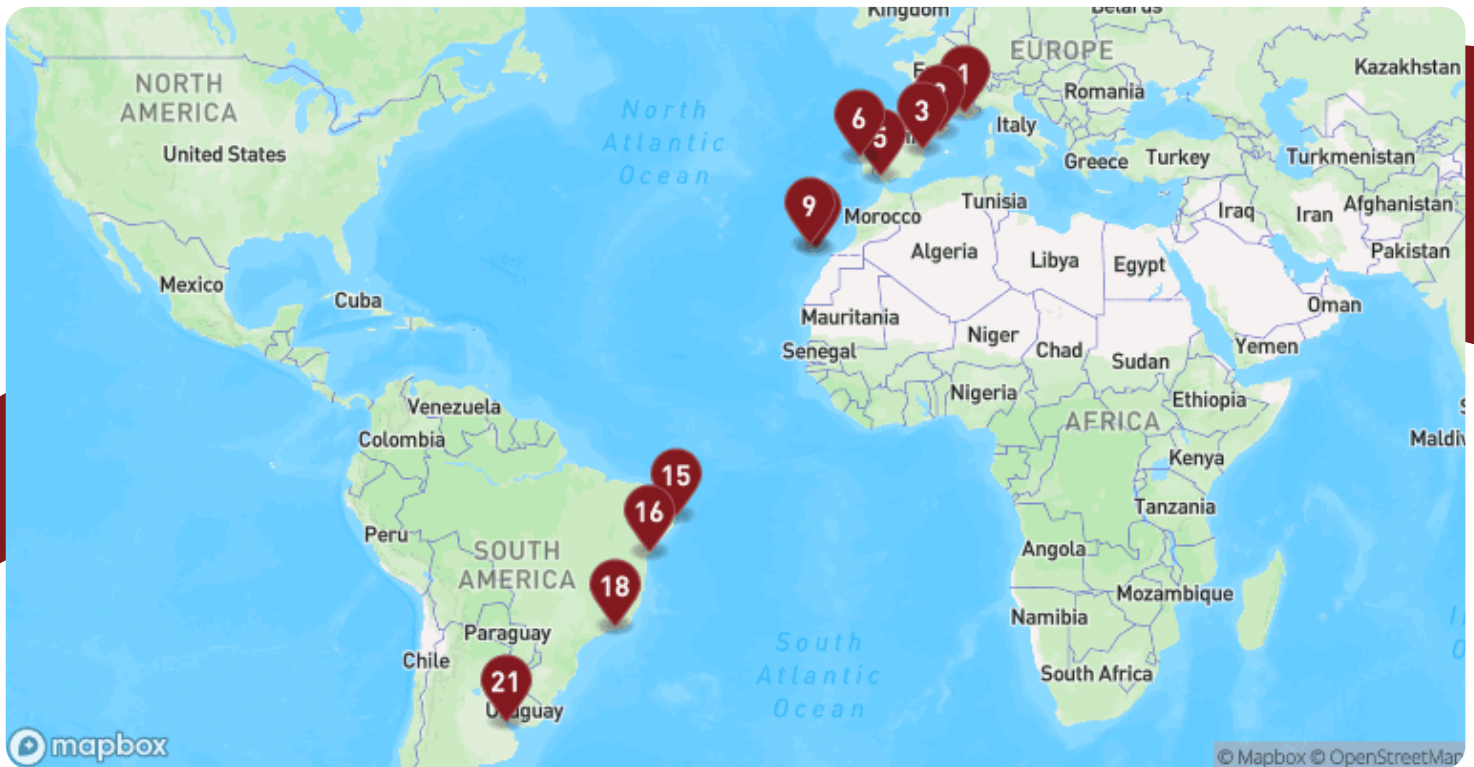 Kingdom
Belarus
EUROPE
Kazakhstan
1
NORTH
AMERICA
Romania
North
Atlantic
Ocean
3
6
5
Italy
United States
Greece
Turkey
Turkmenistan
9
Morocco
Tunisia
Iraq
Iran
Afghanistan
Algeria
Libya
Egypt
Pakistan
Mexico
Cuba
Oman
Mauritania
Niger
Chad
Sudan
Yemen
Senegal
Nigeria
Ethiopia
Venezuela
AFRICA
Colombia
Kenya
15
16
Tanzania
Peru
SOUTH
AMERICA
Angola
18
Mozambique
Namibia
Paraguay
South
Atlantic
Ocean
Chile
South Africa
21
Uruguay
mapbox
© Mapbox © OpenStreetMap